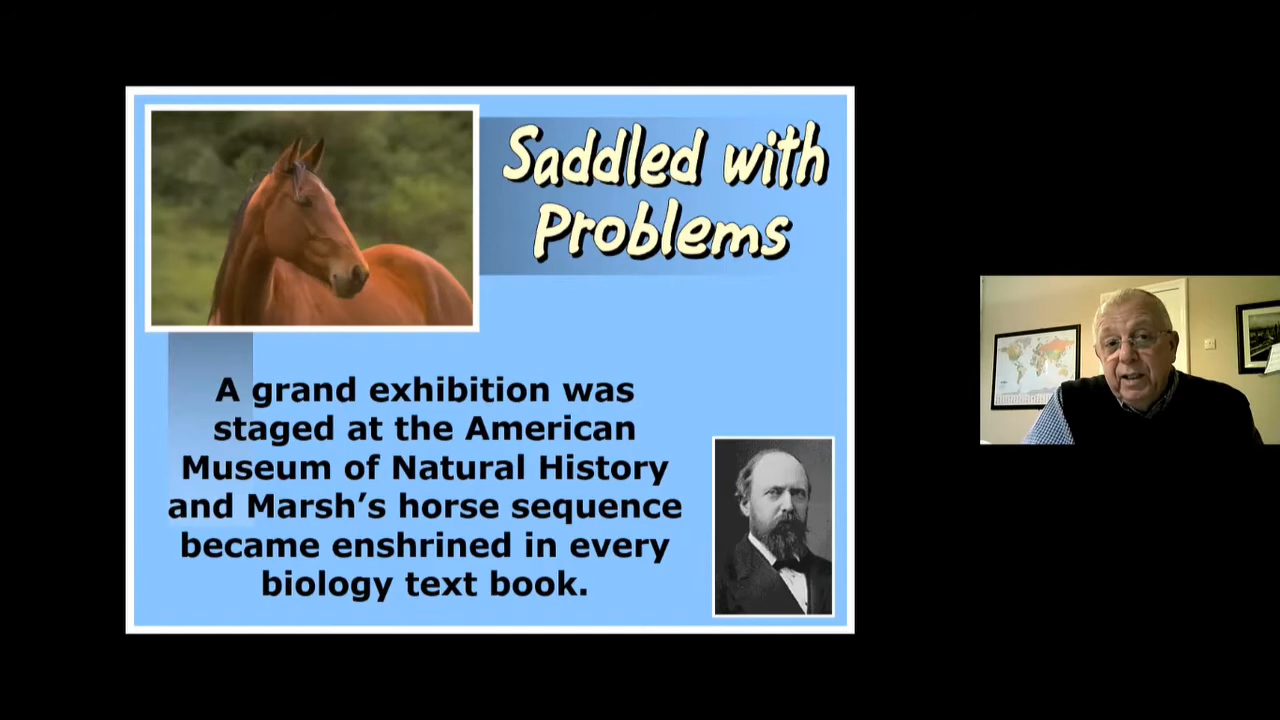 Saddled with
Problems
A grand exhibition was
staged at the American
Museum of Natural History
and Marsh’s horse sequence
became enshrined in every
biology text book.